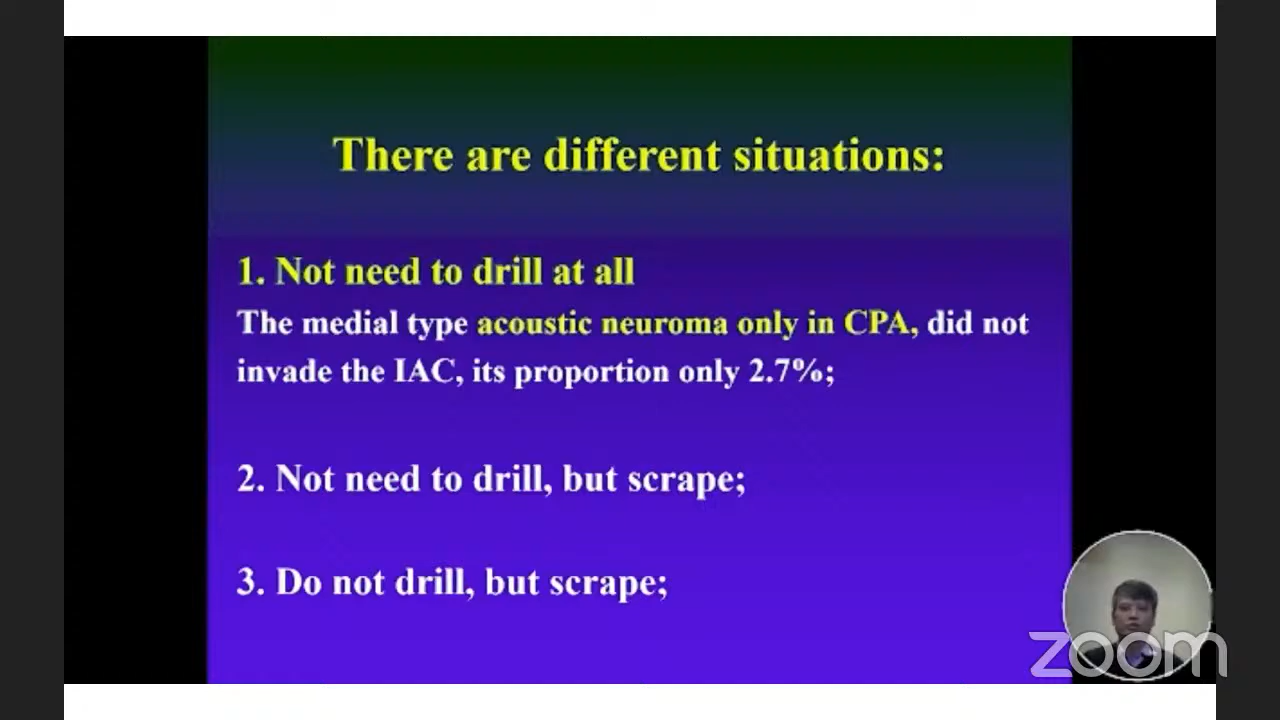 There are different situations:
1. Not need to drill at all
The medial type acoustic neuroma only in CPA, did not
invade the IAC, its proportion only 2.7%;
2. Not need to drill, but scrape;
3. Do not drill, but scrape;
zoom